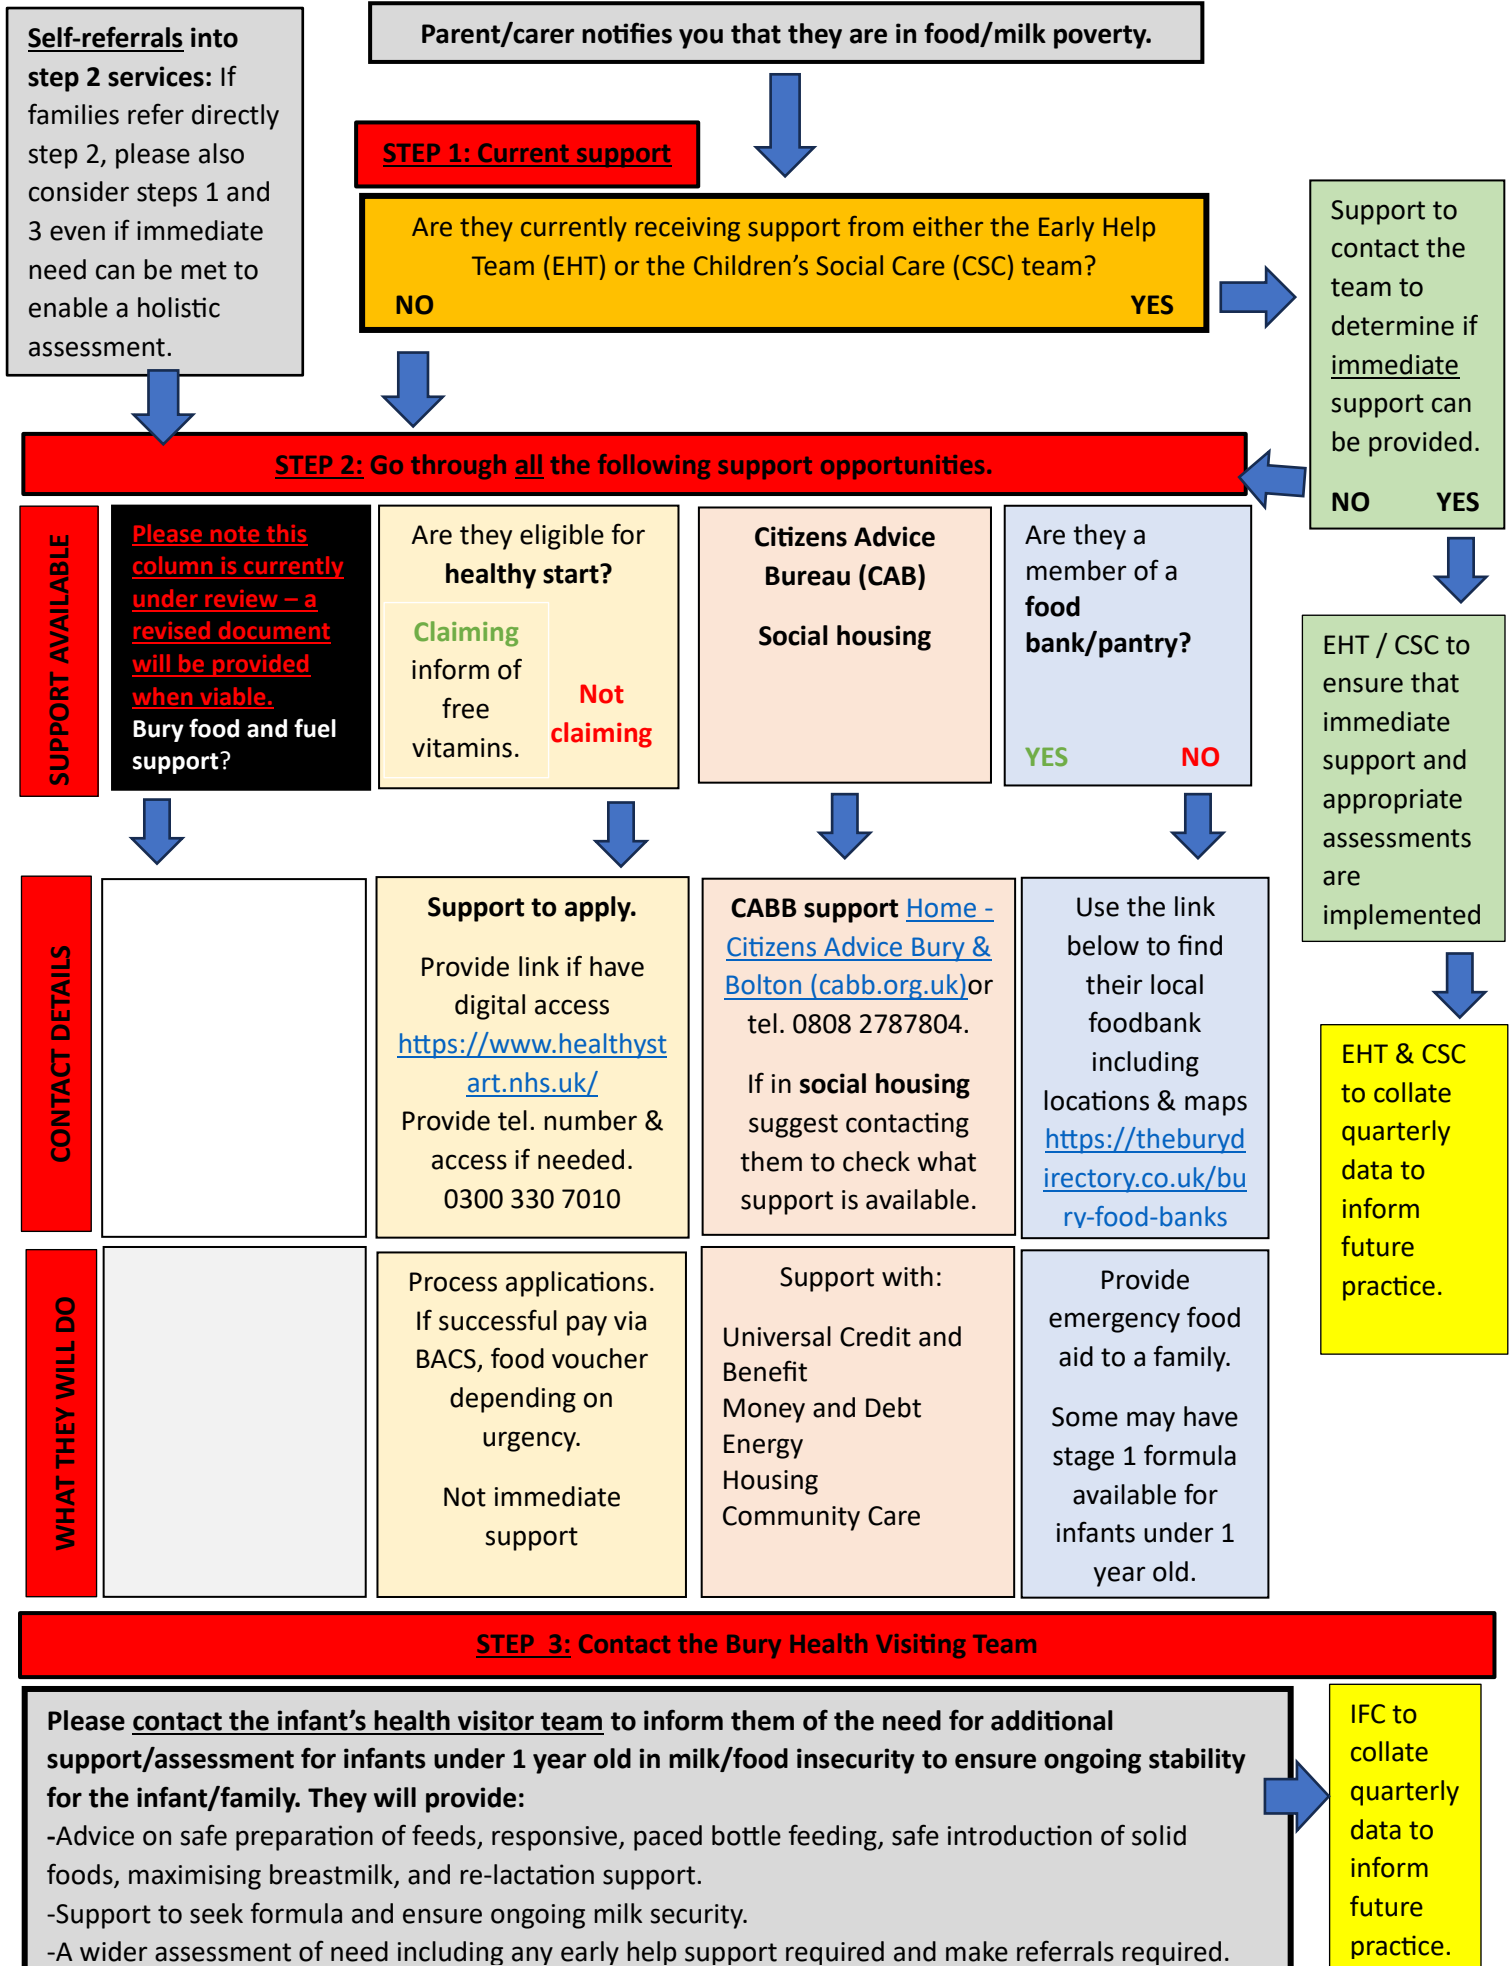 Self-referrals into
step 2 services: If
families refer directly
step 2, please also
consider steps 1 and
3 even if immediate
need can be met to
enable a holistic
assessment.
Parent/carer notifies you that they are in food/milk poverty.
STEP 1: Current support
Are they currently receiving support from either the Early Help
Team (EHT) or the Children's Social Care (CSC) team?
NO YES
Support to
contact the
team to
determine if
immediate
support can
be provided.
NO YES
STEP 2: Go through all the following support opportunities.
SUPPORT AVAILABLE
Please note this
column is currently
under review – a
revised document
will be provided
when viable.
Bury food and fuel
support?
Are they eligible for
healthy start?
Claiming
inform of
free
vitamins.
Not
claiming
Citizens Advice
Bureau (CAB)
Social housing
Are they a
member of a
food
bank/pantry?
YES NO
EHT / CSC to
ensure that
immediate
support and
appropriate
assessments
are
implemented
CONTACT DETAILS
Support to apply.
Provide link if have
digital access
https://www.healthyst
art.nhs.uk/
Provide tel. number &
access if needed.
0300 330 7010
CABB support Home -
Citizens Advice Bury &
Bolton (cabb.org.uk)or
tel. 0808 2787804.
If in social housing
suggest contacting
them to check what
support is available.
Use the link
below to find
their local
foodbank
including
locations & maps
https://theburyd
irectory.co.uk/bu
ry-food-banks
EHT & CSC
to collate
quarterly
data to
inform
future
practice.
WHAT THEY WILL DO
Process applications.
If successful pay via
BACS, food voucher
depending on
urgency.
Not immediate
support
Support with:
Universal Credit and
Benefit
Money and Debt
Energy
Housing
Community Care
Provide
emergency food
aid to a family.
Some may have
stage 1 formula
available for
infants under 1
year old.
STEP 3: Contact the Bury Health Visiting Team
Please contact the infant's health visitor team to inform them of the need for additional
support/assessment for infants under 1 year old in milk/food insecurity to ensure ongoing stability
for the infant/family. They will provide:
-Advice on safe preparation of feeds, responsive, paced bottle feeding, safe introduction of solid
foods, maximising breastmilk, and re-lactation support.
-Support to seek formula and ensure ongoing milk security.
-A wider assessment of need including any early help support required and make referrals required.
IFC to
collate
quarterly
data to
inform
future
practice.